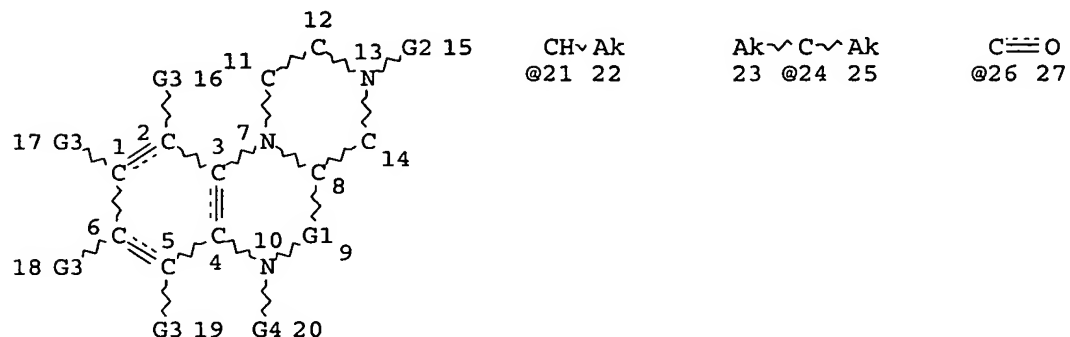 12
13 G2 15 CH Ak Ak C Ak C O
G3 16 11 C N @21 22 23 @24 25 @26 27
17 G3 1 2 C 3 7 N C
C C C 14
8
6 C 5 C 10 G1
18 G3 C 4 N 9
G3 19 G4 20